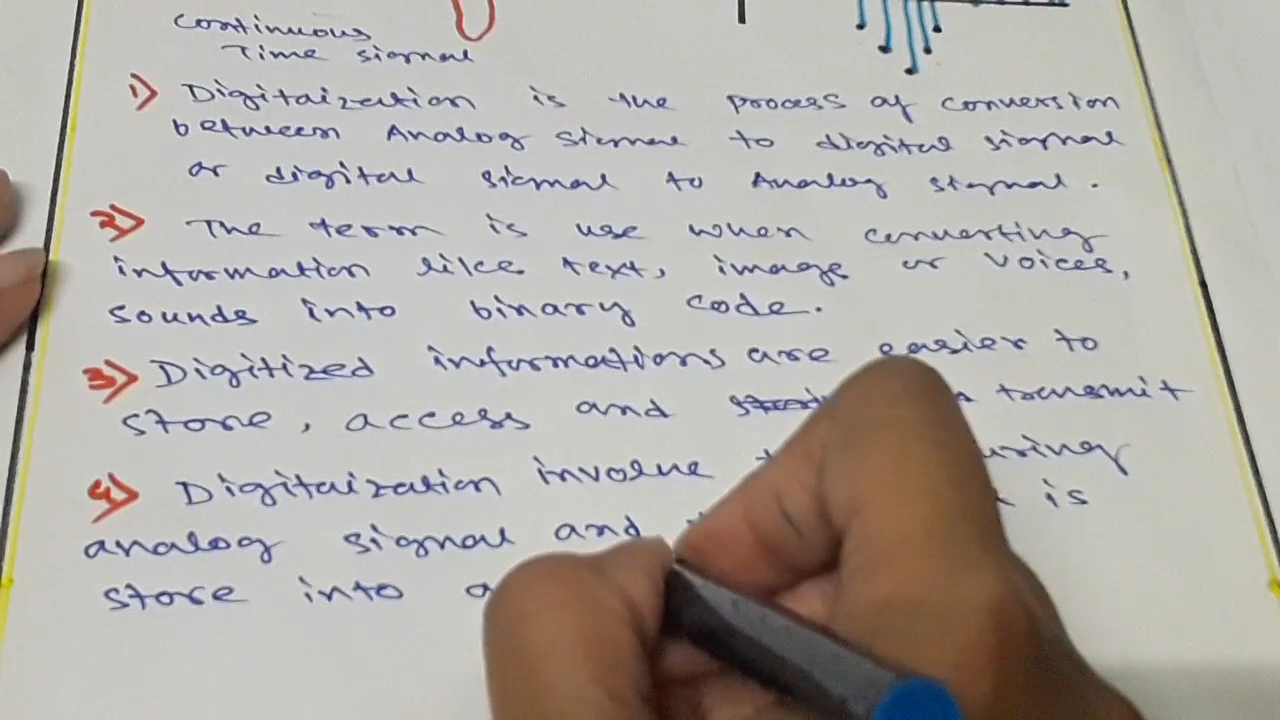 continuous
Time signal
1) Digitaization is the process of conversion
between Analog signal to digital signal
or digital signal to Analog signal.
2) The term is use when converting
information like text, image or voices,
sounds into binary code.
3) Digitized informations are easier to
store, access and transmit
4) Digitaization involve
analog signal and is
store into